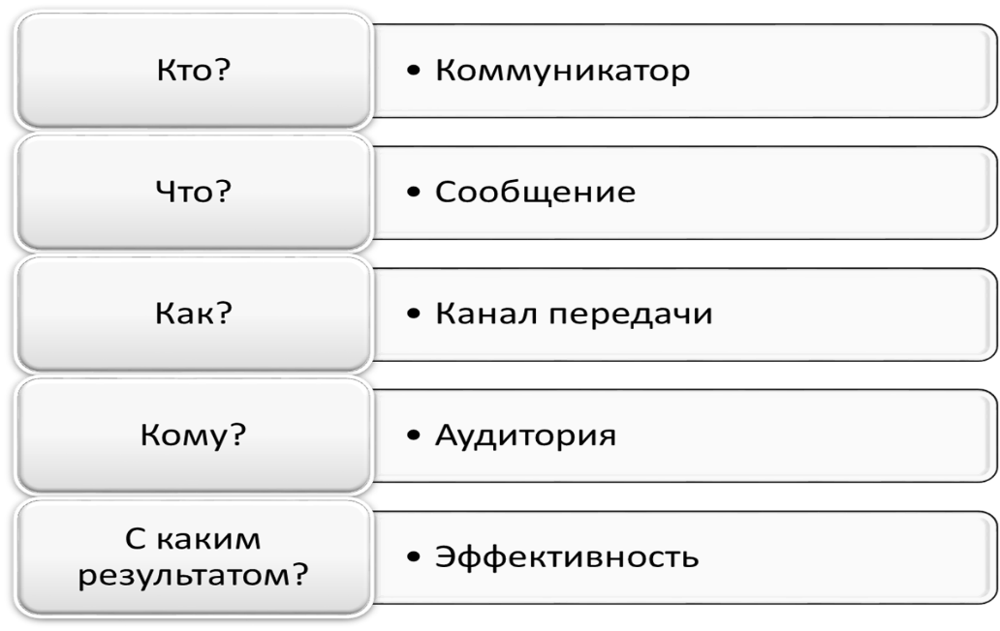 Кто?
• Коммуникатор
Что?
• Сообщение
Как?
• Канал передачи
Кому?
• Аудитория
С каким
результатом?
• Эффективность